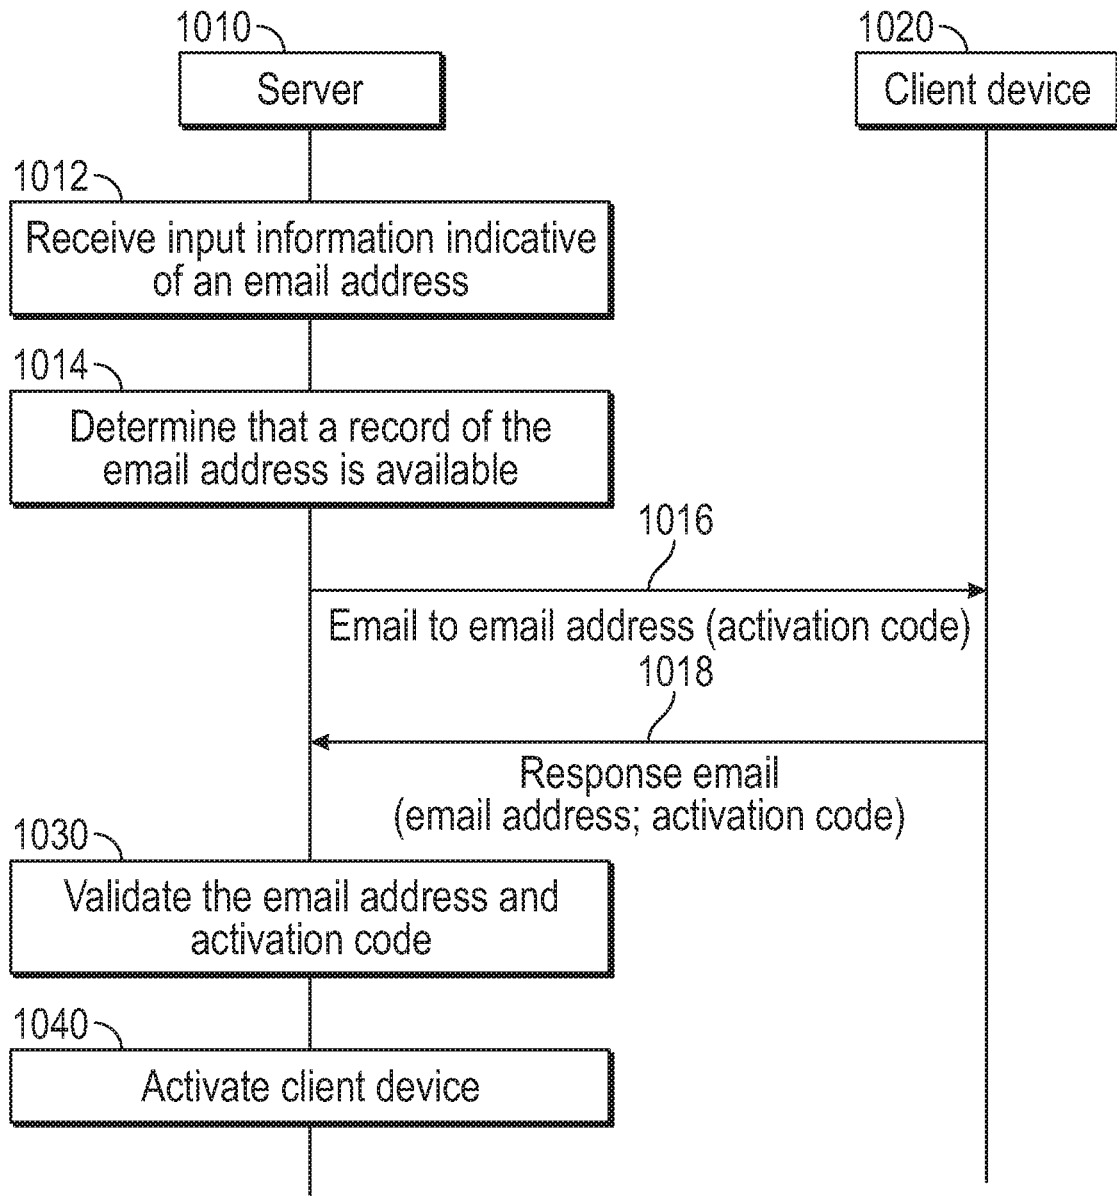 1010
Server
1020
Client device
1012
Receive input information indicative
of an email address
1014
Determine that a record of the
email address is available
1016
Email to email address (activation code)
1018
Response email
(email address; activation code)
1030
Validate the email address and
activation code
1040
Activate client device